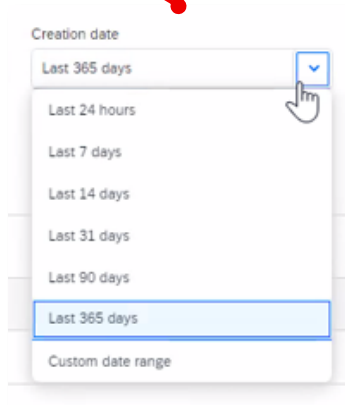 Creation date
Last 365 days
Last 24 hours
Last 7 days
Last 14 days
Last 31 days
Last 90 days
Last 365 days
Custom date range